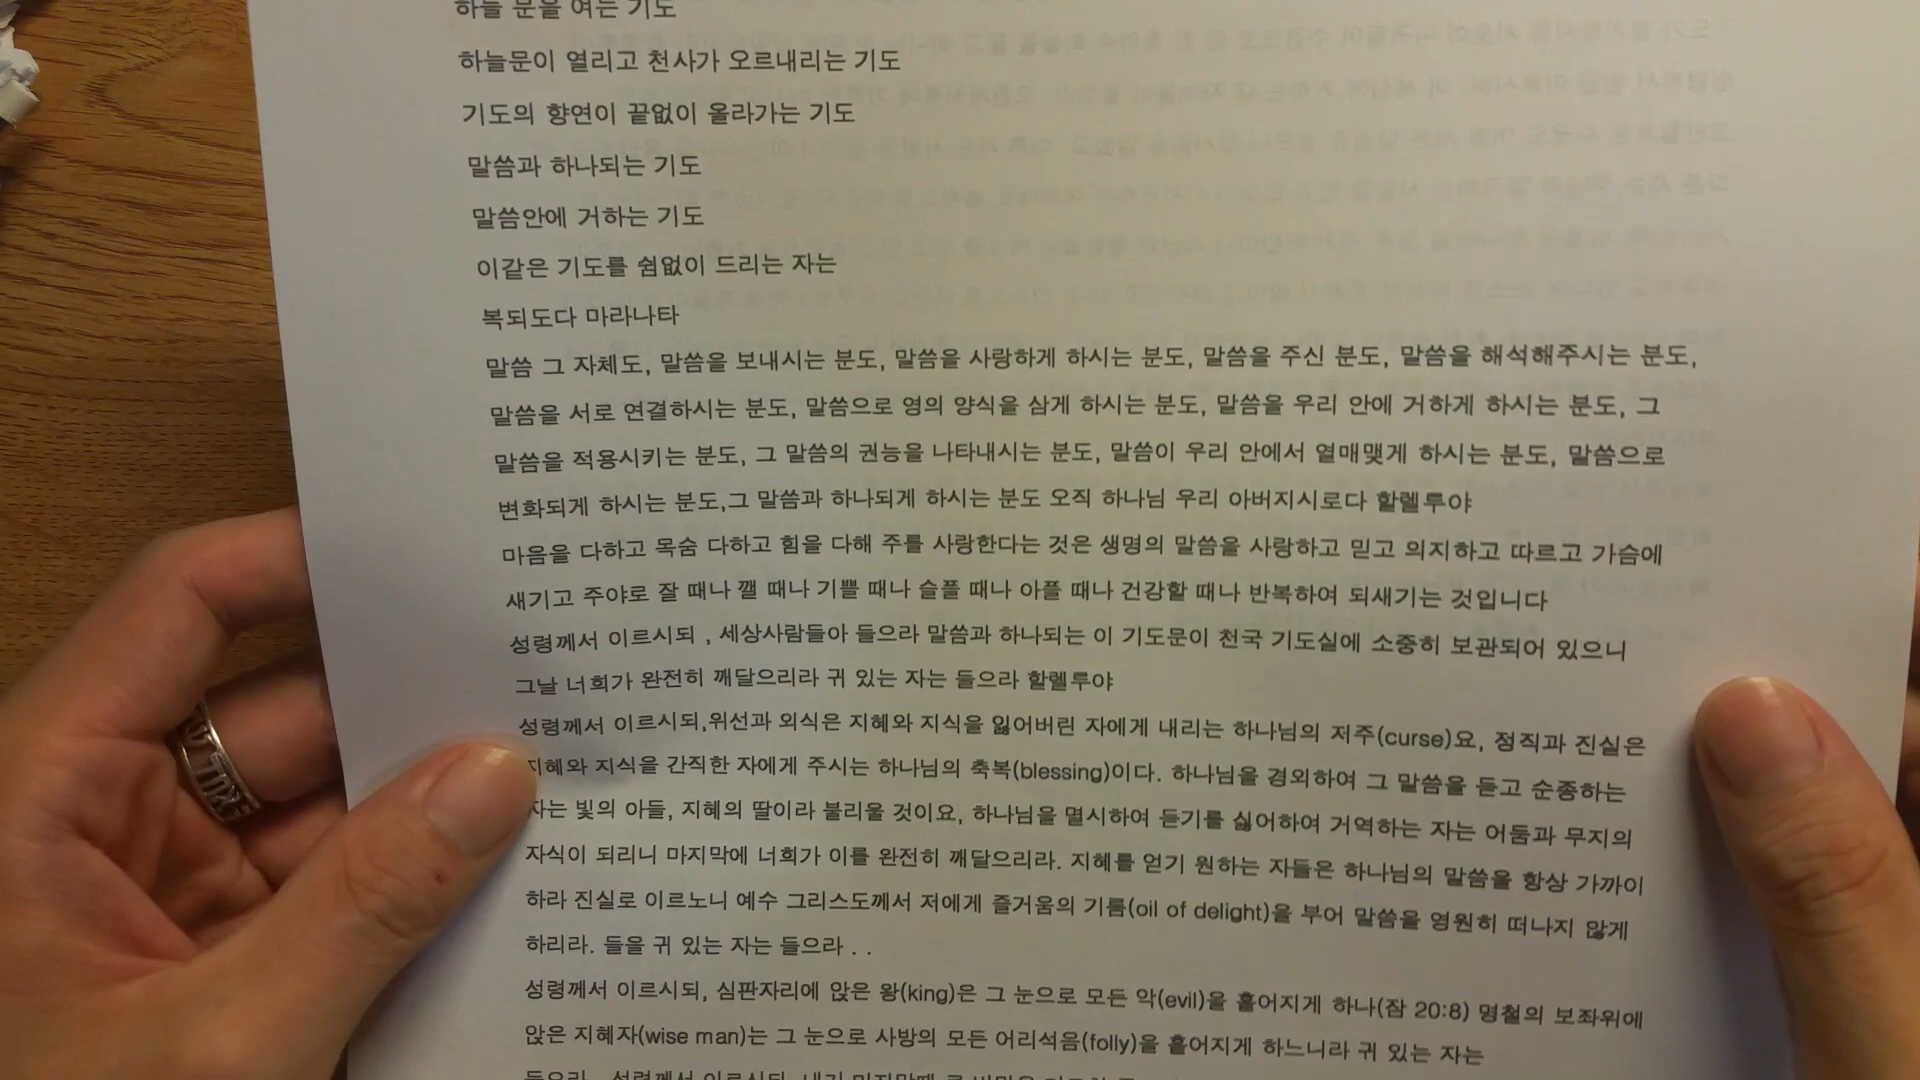 하늘 문을 여는 기도
하늘문이 열리고 천사가 오르내리는 기도
기도의 향연이 끝없이 올라가는 기도
말씀과 하나되는 기도
말씀안에 거하는 기도
이같은 기도를 쉼없이 드리는 자는
복되도다 마라나타
말씀 그 자체도, 말씀을 보내시는 분도, 말씀을 사랑하게 하시는 분도, 말씀을 주신 분도, 말씀을 해석해주시는 분도,
말씀을 서로 연결하시는 분도, 말씀으로 영의 양식을 삼게 하시는 분도, 말씀을 우리 안에 거하게 하시는 분도, 그
말씀을 적용시키는 분도, 그 말씀의 권능을 나타내시는 분도, 말씀이 우리 안에서 열매맺게 하시는 분도, 말씀으로
변화되게 하시는 분도,그 말씀과 하나되게 하시는 분도 오직 하나님 우리 아버지시로다 할렐루야
마음을 다하고 목숨 다하고 힘을 다해 주를 사랑한다는 것은 생명의 말씀을 사랑하고 믿고 의지하고 따르고 가슴에
새기고 주야로 잘 때나 깰 때나 기쁠 때나 슬플 때나 아플 때나 건강할 때나 반복하여 되새기는 것입니다
성령께서 이르시되 , 세상사람들아 들으라 말씀과 하나되는 이 기도문이 천국 기도실에 소중히 보관되어 있으니
그날 너희가 완전히 깨달으리라 귀 있는 자는 들으라 할렐루야
성령께서 이르시되,위선과 외식은 지혜와 지식을 잃어버린 자에게 내리는 하나님의 저주(curse)요, 정직과 진실은
지혜와 지식을 간직한 자에게 주시는 하나님의 축복(blessing)이다. 하나님을 경외하여 그 말씀을 듣고 순종하는
자는 빛의 아들, 지혜의 딸이라 불리울 것이요, 하나님을 멸시하여 듣기를 싫어하여 거역하는 자는 어둠과 무지의
자식이 되리니 마지막에 너희가 이를 완전히 깨달으리라. 지혜를 얻기 원하는 자들은 하나님의 말씀을 항상 가까이
하라 진실로 이르노니 예수 그리스도께서 저에게 즐거움의 기름(oil of delight)을 부어 말씀을 영원히 떠나지 않게
하리라. 들을 귀 있는 자는 들으라 . .
성령께서 이르시되, 심판자리에 앉은 왕(king)은 그 눈으로 모든 악(evil)을 흩어지게 하나(잠 20:8) 명철의 보좌위에
앉은 지혜자(wise man)는 그 눈으로 사방의 모든 어리석음(folly)을 흩어지게 하느니라 귀 있는 자는
들으라 성령께서 이르시되